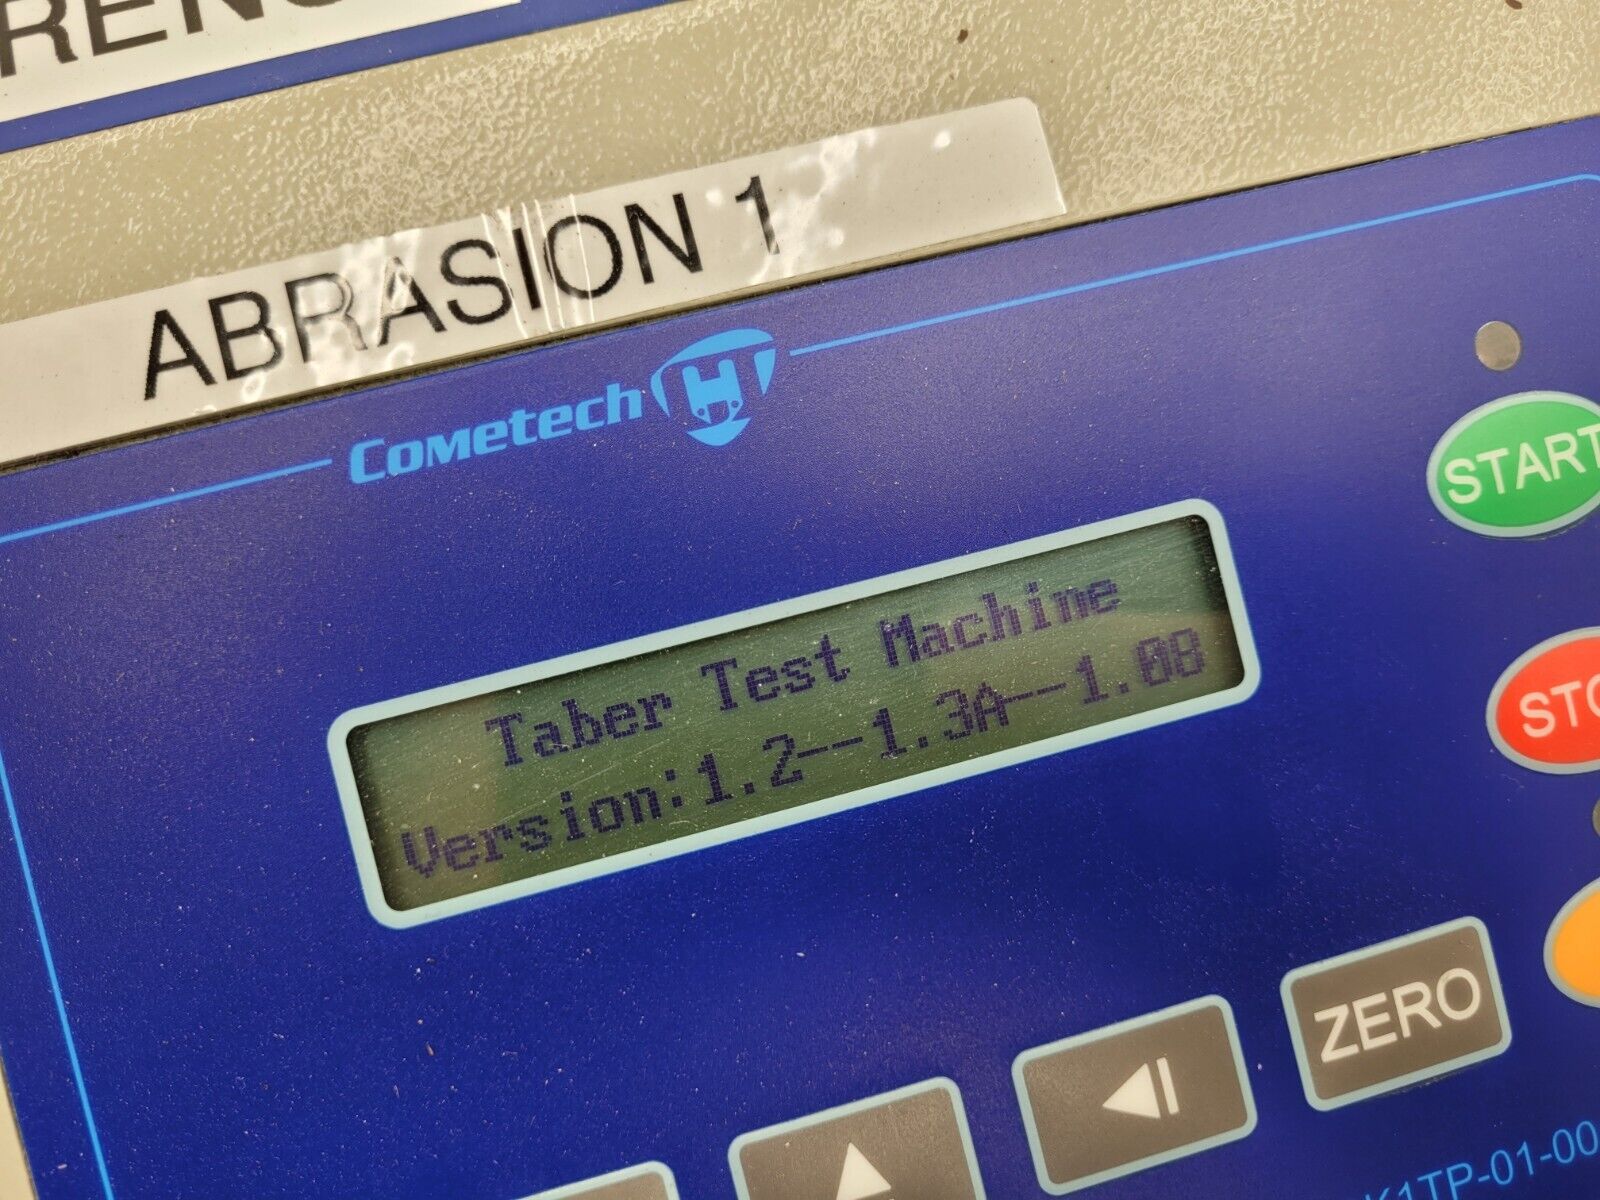 ABRASION 1
Cometech
START
Taber Test Machine
Version:1.2--1.3A--1.08
ZERO